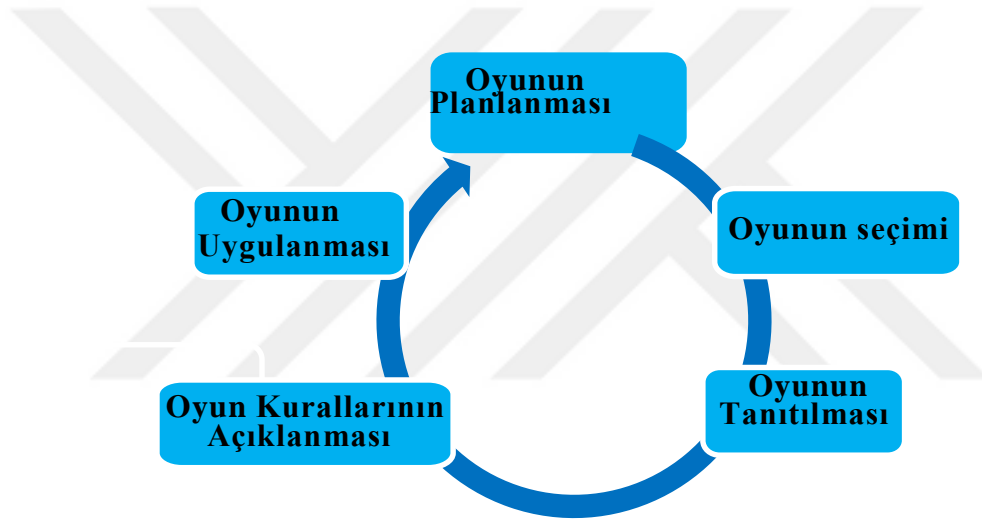 Oyunun
Planlanması
Oyunun seçimi
Oyunun
Tanıtılması
Oyun Kurallarının
Açıklanması
Oyunun
Uygulanması